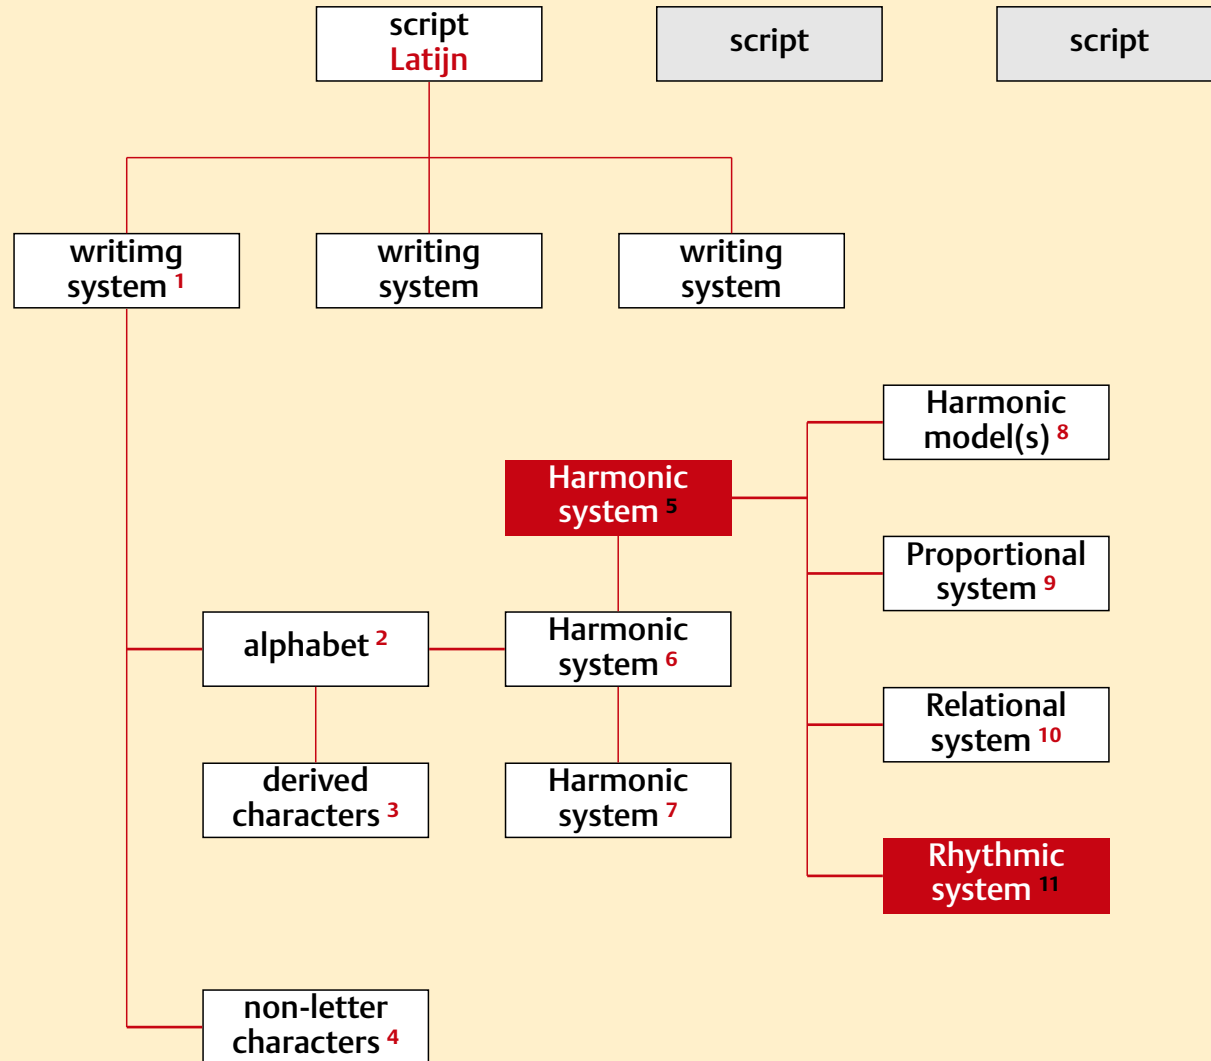 script
Latijn
script
script
writimg
system 1
writing
system
writing
system
Harmonic
model(s) 8
Harmonic
system 5
Proportional
system 9
alphabet 2
Harmonic
system 6
Relational
system 10
derived
characters 3
Harmonic
system 7
Rhythmic
system 11
non-letter
characters 4